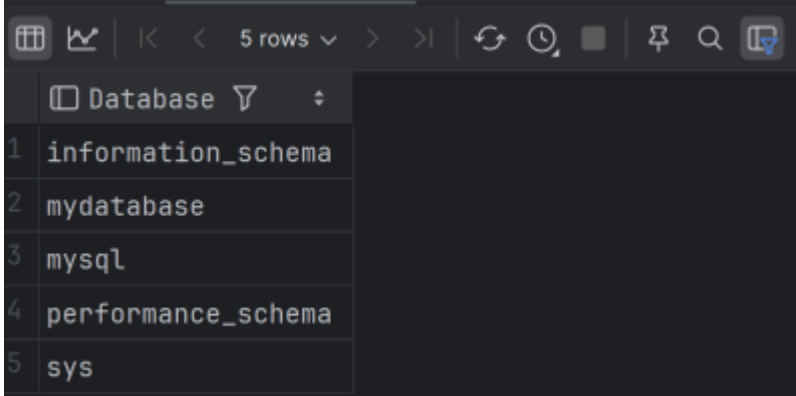 5 rows
Database
1 information_schema
2 mydatabase
3 mysql
4 performance_schema
5 sys